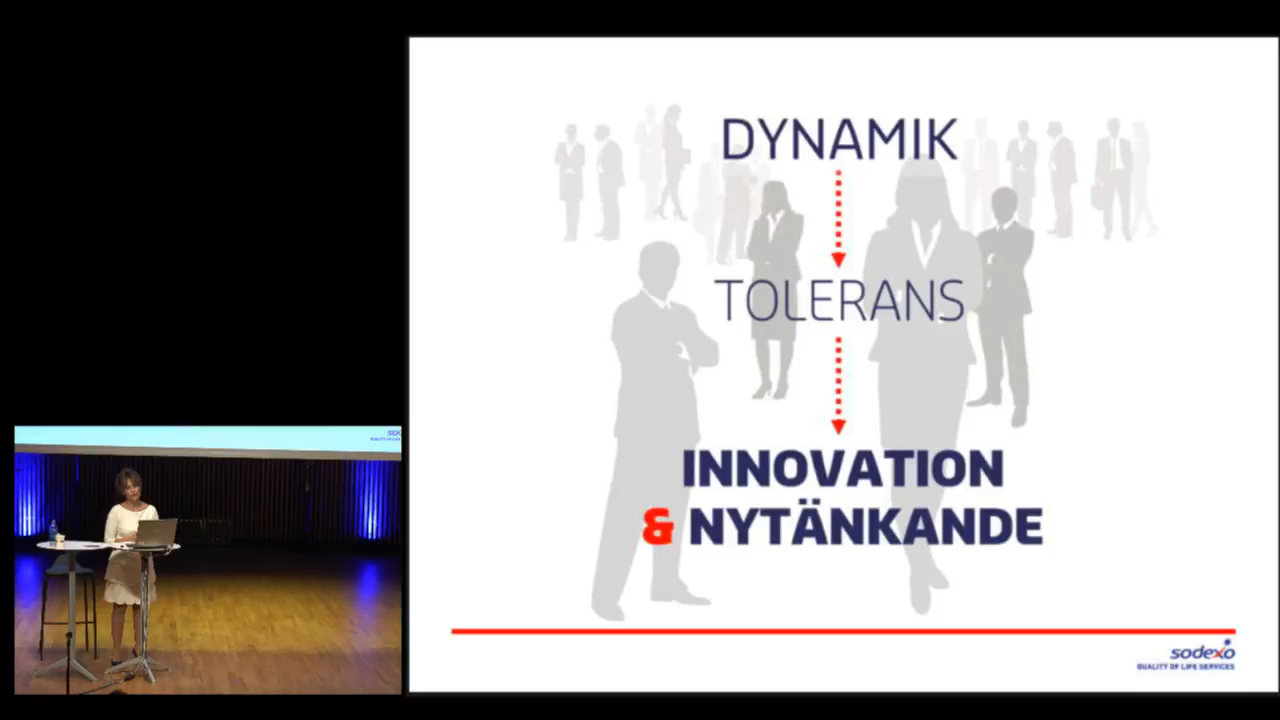 DYNAMIK
TOLERANS
INNOVATION
& NYTÄNKANDE
sodexo
QUALITY OF LIFE SERVICES